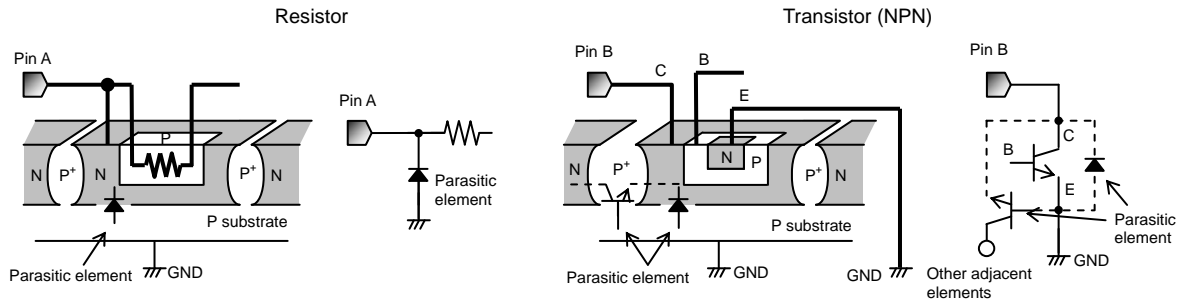 Resistor
Pin A
N
P+
N
P
P+
N
P substrate
Parasitic element
GND
Pin A
Parasitic
element
Transistor (NPN)
Pin B
C
B
E
N
P+
N
N
P
P+
N
P substrate
Parasitic element
GND
GND
Pin B
C
B
E
Parasitic
element
GND
Other adjacent
elements